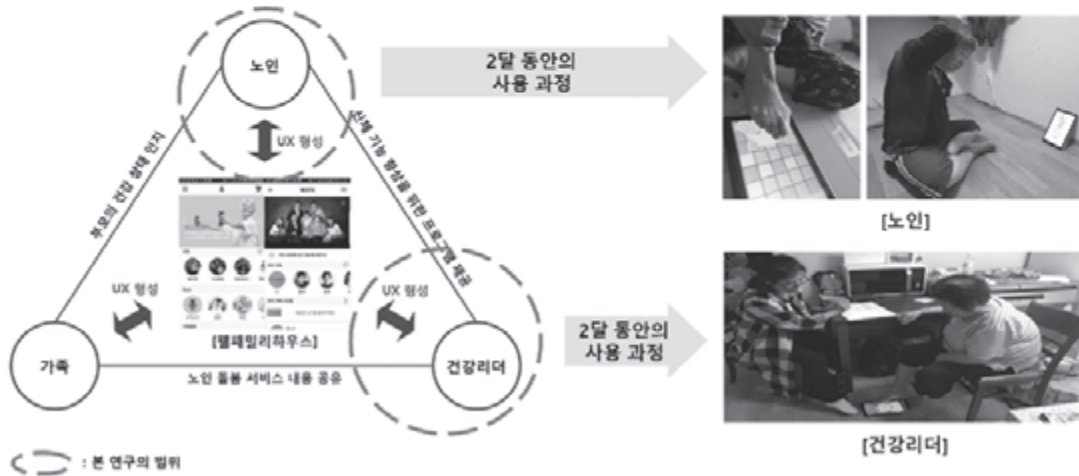 노인
2달 동안의
사용 과정
UX 형성
부모의 건강 상태 인지
신체 기능 향상을 위한 프로그램 제공
[노인]
UX 형성
UX 형성
[웰패밀리하우스]
2달 동안의
사용 과정
가족
건강리더
노인 돌봄 서비스 내용 공유
[건강리더]
: 본 연구의 범위